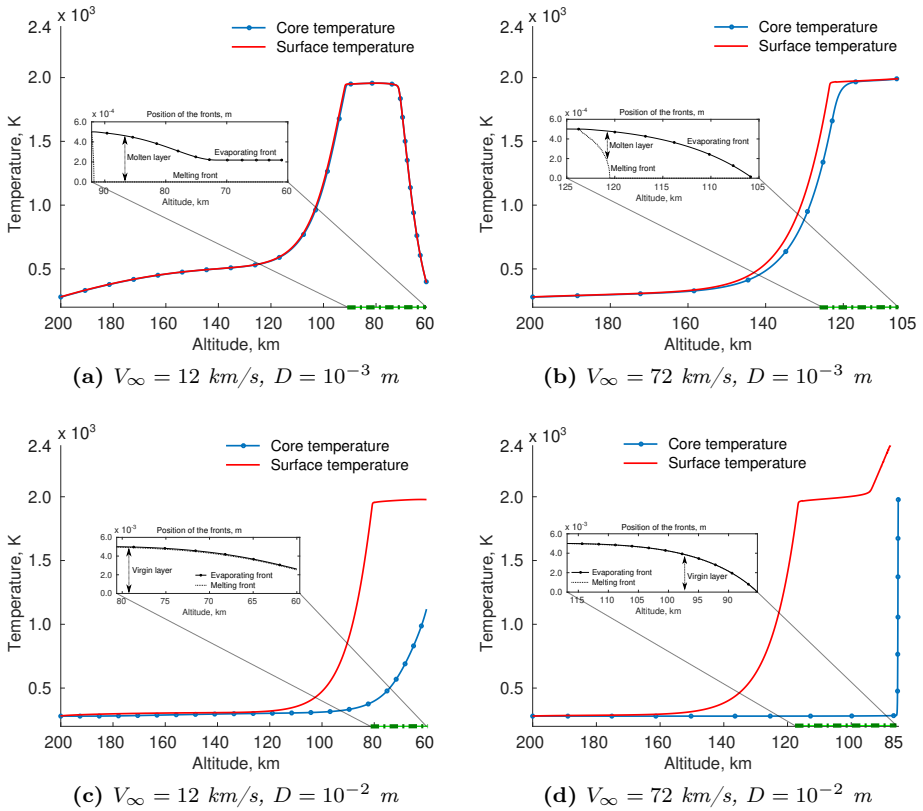 x 10³
2.4
2.0
1.5
1.0
0.5
Temperature, K
Core temperature
Surface temperature
Position of the fronts, m
x 10⁻⁴
6.0
4.0
2.0
0.0
Evaporating front
Molten layer
Melting front
90 80 70 60
Altitude, km
200 180 160 140 120 100 80 60
Altitude, km
(a) V∞ = 12 km/s, D = 10⁻³ m
x 10³
2.4
2.0
1.5
1.0
0.5
Temperature, K
Core temperature
Surface temperature
Position of the fronts, m
x 10⁻⁴
6.0
4.0
2.0
0.0
Molten layer
Evaporating front
Melting front
125 120 115 110 105
Altitude, km
200 180 160 140 120 105
Altitude, km
(b) V∞ = 72 km/s, D = 10⁻³ m
x 10³
2.4
2.0
1.5
1.0
0.5
Temperature, K
Core temperature
Surface temperature
Position of the fronts, m
x 10⁻³
6.0
4.0
2.0
0.0
Virgin layer
Evaporating front
Melting front
80 75 70 65 60
Altitude, km
200 180 160 140 120 100 80 60
Altitude, km
(c) V∞ = 12 km/s, D = 10⁻² m
x 10³
2.4
2.0
1.5
1.0
0.5
Temperature, K
Core temperature
Surface temperature
Position of the fronts, m
x 10⁻³
6.0
4.0
2.0
0.0
Evaporating front
Melting front
Virgin layer
115 110 105 100 95 90
Altitude, km
200 180 160 140 120 100 85
Altitude, km
(d) V∞ = 72 km/s, D = 10⁻² m